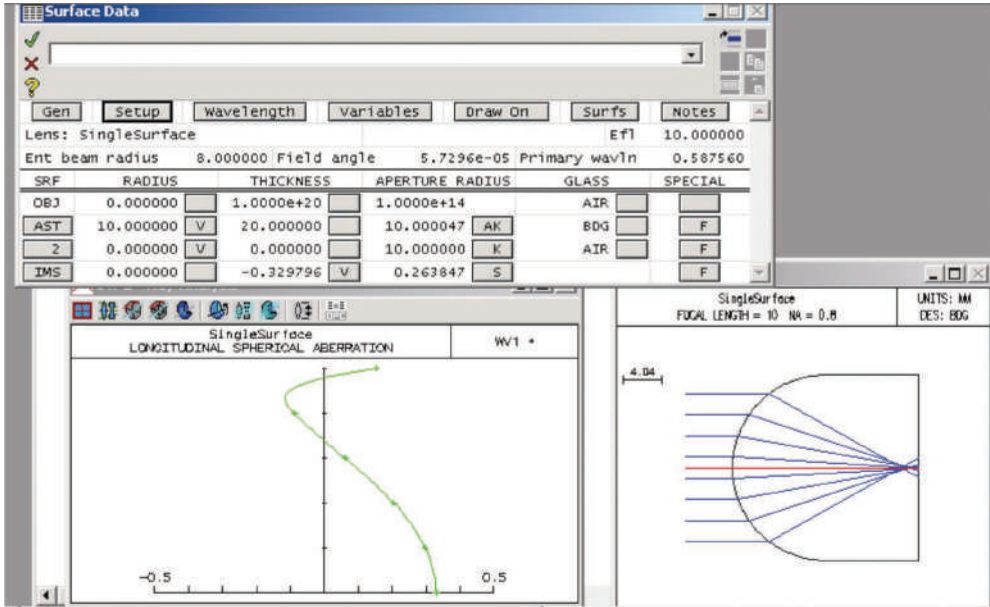 Surface Data
Gen Setup Wavelength Variables Draw On Surfs Notes
Lens: SingleSurface Efl 10.000000
Ent beam radius 8.000000 Field angle 5.7296e-05 Primary wavln 0.587560
SRF RADIUS THICKNESS APERTURE RADIUS GLASS SPECIAL
OBJ 0.000000 1.0000e+20 1.0000e+14 AIR
AST 10.000000 V 20.000000 10.000047 AK BDG F
2 0.000000 V 0.000000 10.000000 K AIR F
IMS 0.000000 -0.329796 V 0.263847 S F
SingleSurface
LONGITUDINAL SPHERICAL ABERRATION
WV1 +
-0.5 0.5
SingleSurface
FOCAL LENGTH = 10 NA = 0.8
UNITS: MM
DES: BDG
4.04